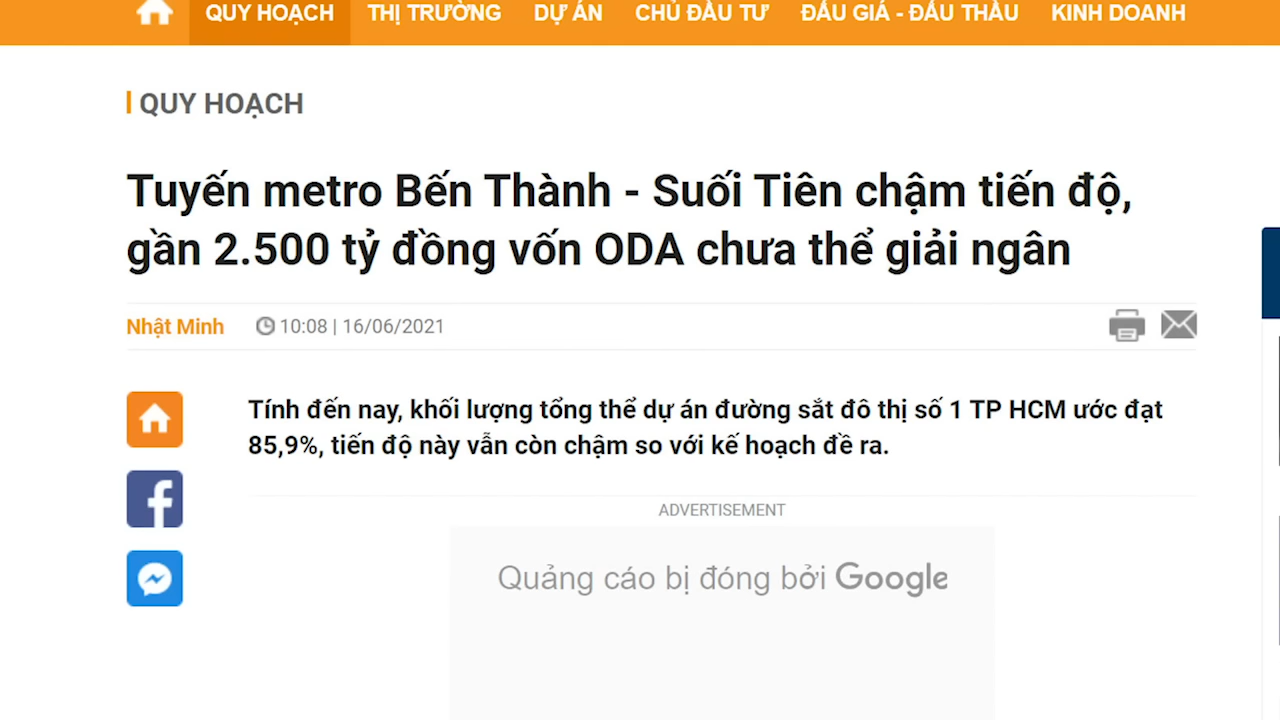 QUY HOẠCH THỊ TRƯỜNG DỰ ÁN CHỦ ĐẦU TƯ ĐẤU GIÁ - ĐẤU THẦU KINH DOANH
QUY HOẠCH
Tuyến metro Bến Thành - Suối Tiên chậm tiến độ,
gần 2.500 tỷ đồng vốn ODA chưa thể giải ngân
Nhật Minh 10:08 | 16/06/2021
Tính đến nay, khối lượng tổng thể dự án đường sắt đô thị số 1 TP HCM ước đạt
85,9%, tiến độ này vẫn còn chậm so với kế hoạch đề ra.
ADVERTISEMENT
Quảng cáo bị đóng bởi Google